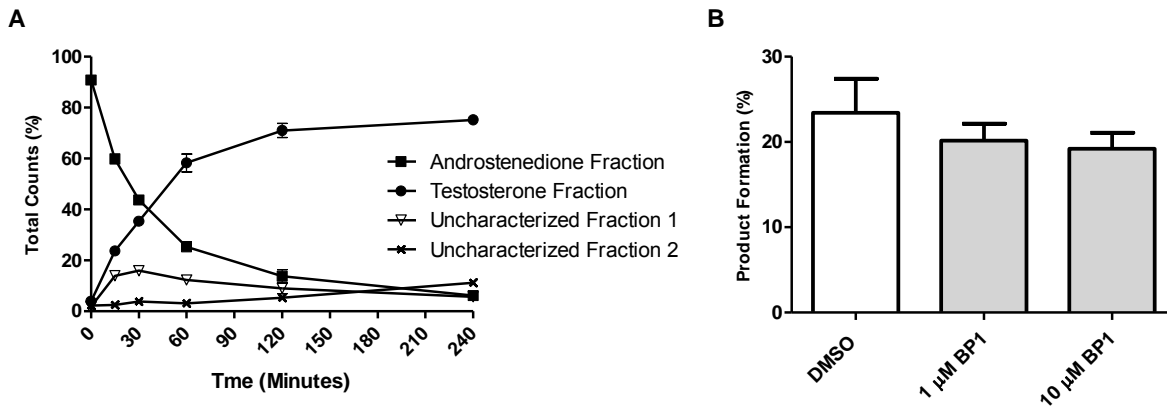 A
Total Counts (%)
100
80
60
40
20
0
0 30 60 90 120 150 180 210 240
Tme (Minutes)
Androstenedione Fraction
Testosterone Fraction
Uncharacterized Fraction 1
Uncharacterized Fraction 2
B
Product Formation (%)
30
20
10
0
DMSO
1 µM BP1
10 µM BP1